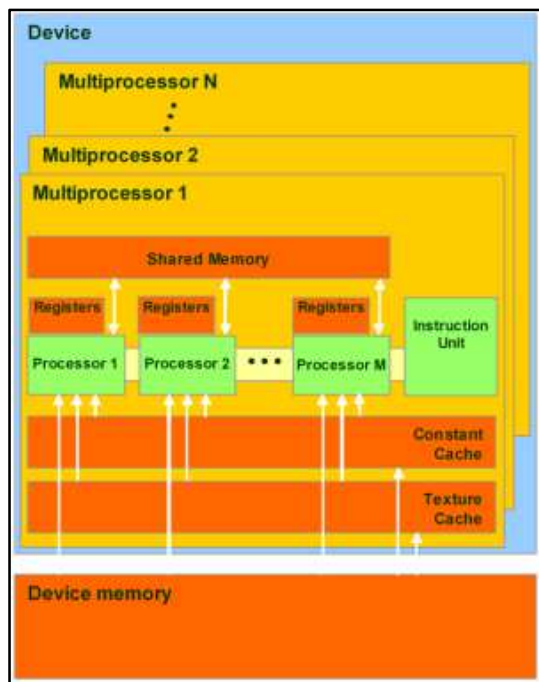 Device
Multiprocessor N
Multiprocessor 2
Multiprocessor 1
Shared Memory
Registers Registers Registers
Processor 1 Processor 2 ••• Processor M
Instruction
Unit
Constant
Cache
Texture
Cache
Device memory